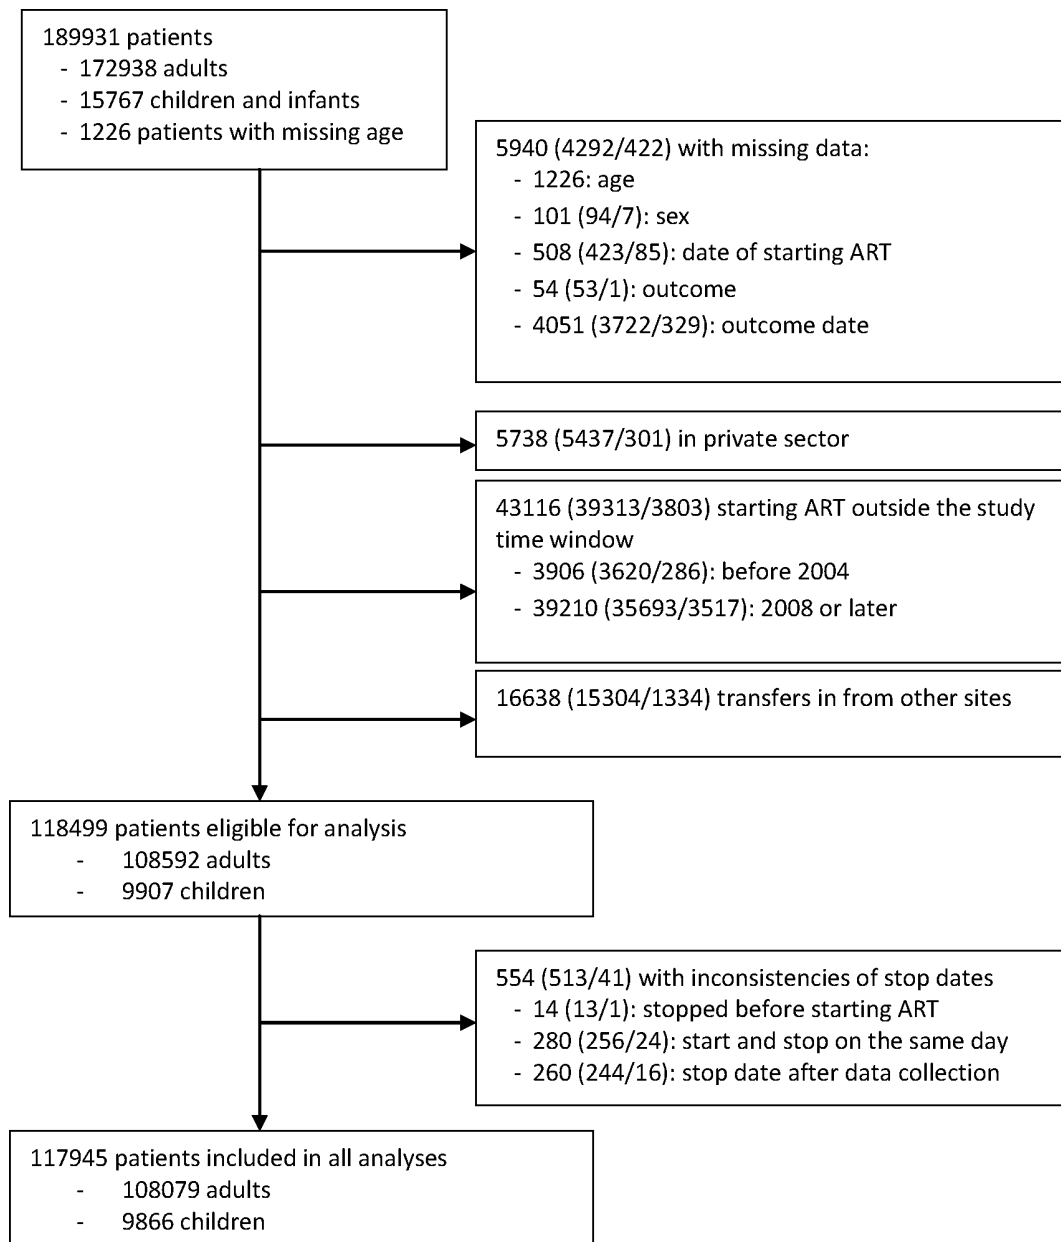 189931 patients
- 172938 adults
- 15767 children and infants
- 1226 patients with missing age
5940 (4292/422) with missing data:
- 1226: age
- 101 (94/7): sex
- 508 (423/85): date of starting ART
- 54 (53/1): outcome
- 4051 (3722/329): outcome date
5738 (5437/301) in private sector
43116 (39313/3803) starting ART outside the study
time window
- 3906 (3620/286): before 2004
- 39210 (35693/3517): 2008 or later
16638 (15304/1334) transfers in from other sites
118499 patients eligible for analysis
- 108592 adults
- 9907 children
554 (513/41) with inconsistencies of stop dates
- 14 (13/1): stopped before starting ART
- 280 (256/24): start and stop on the same day
- 260 (244/16): stop date after data collection
117945 patients included in all analyses
- 108079 adults
- 9866 children